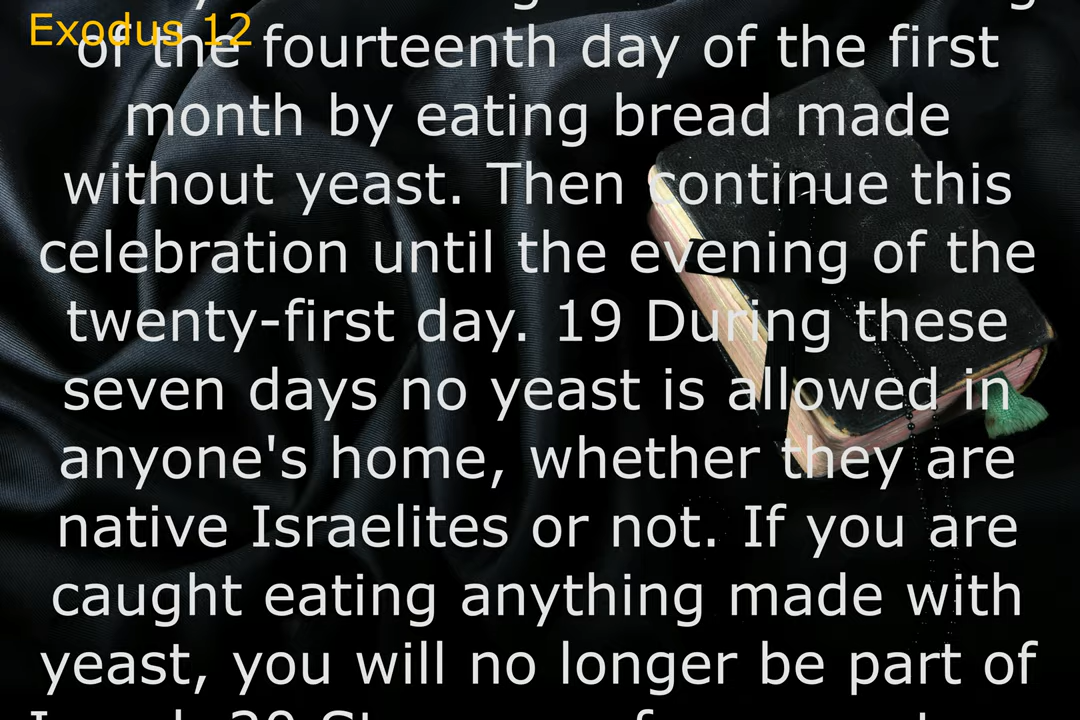 Exodus 12
of the fourteenth day of the first
month by eating bread made
without yeast. Then continue this
celebration until the evening of the
twenty-first day. 19 During these
seven days no yeast is allowed in
anyone's home, whether they are
native Israelites or not. If you are
caught eating anything made with
yeast, you will no longer be part of